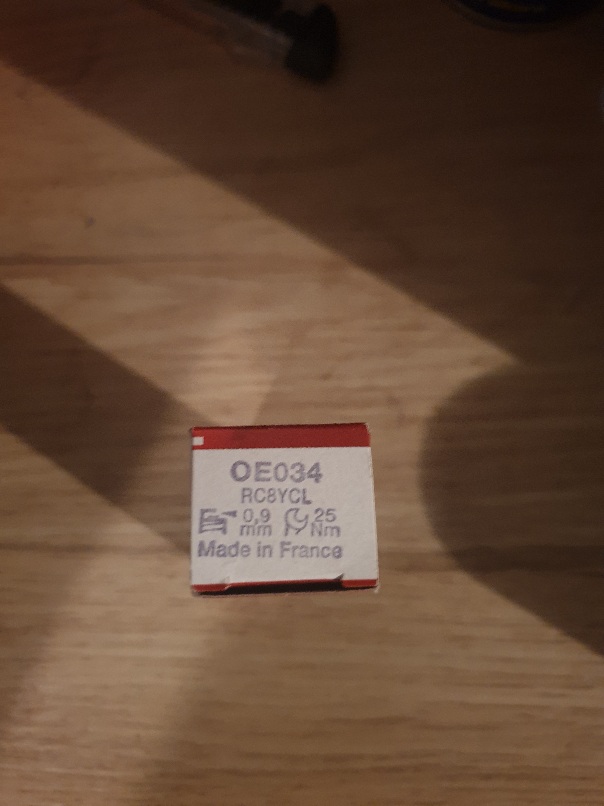 OE034
RC8YCL
0,9 25
mm Nm
Made in France